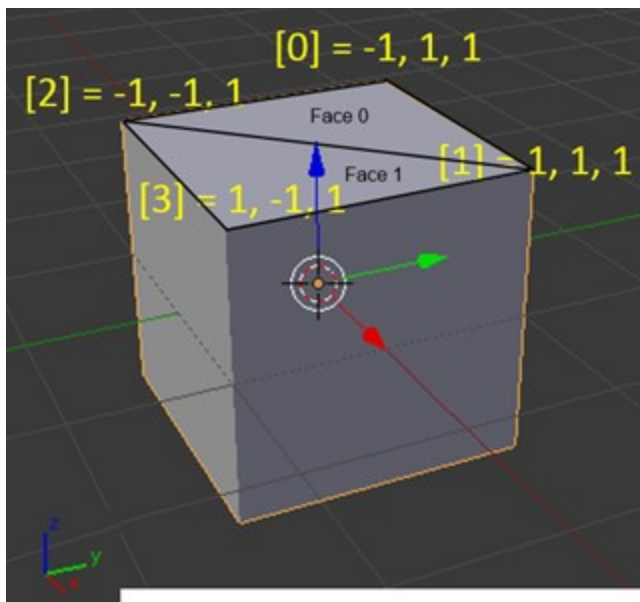 [0] = -1, 1, 1
[2] = -1, -1, 1
Face 0
[1] = 1, 1, 1
Face 1
[3] = 1, -1, 1
z
y
x